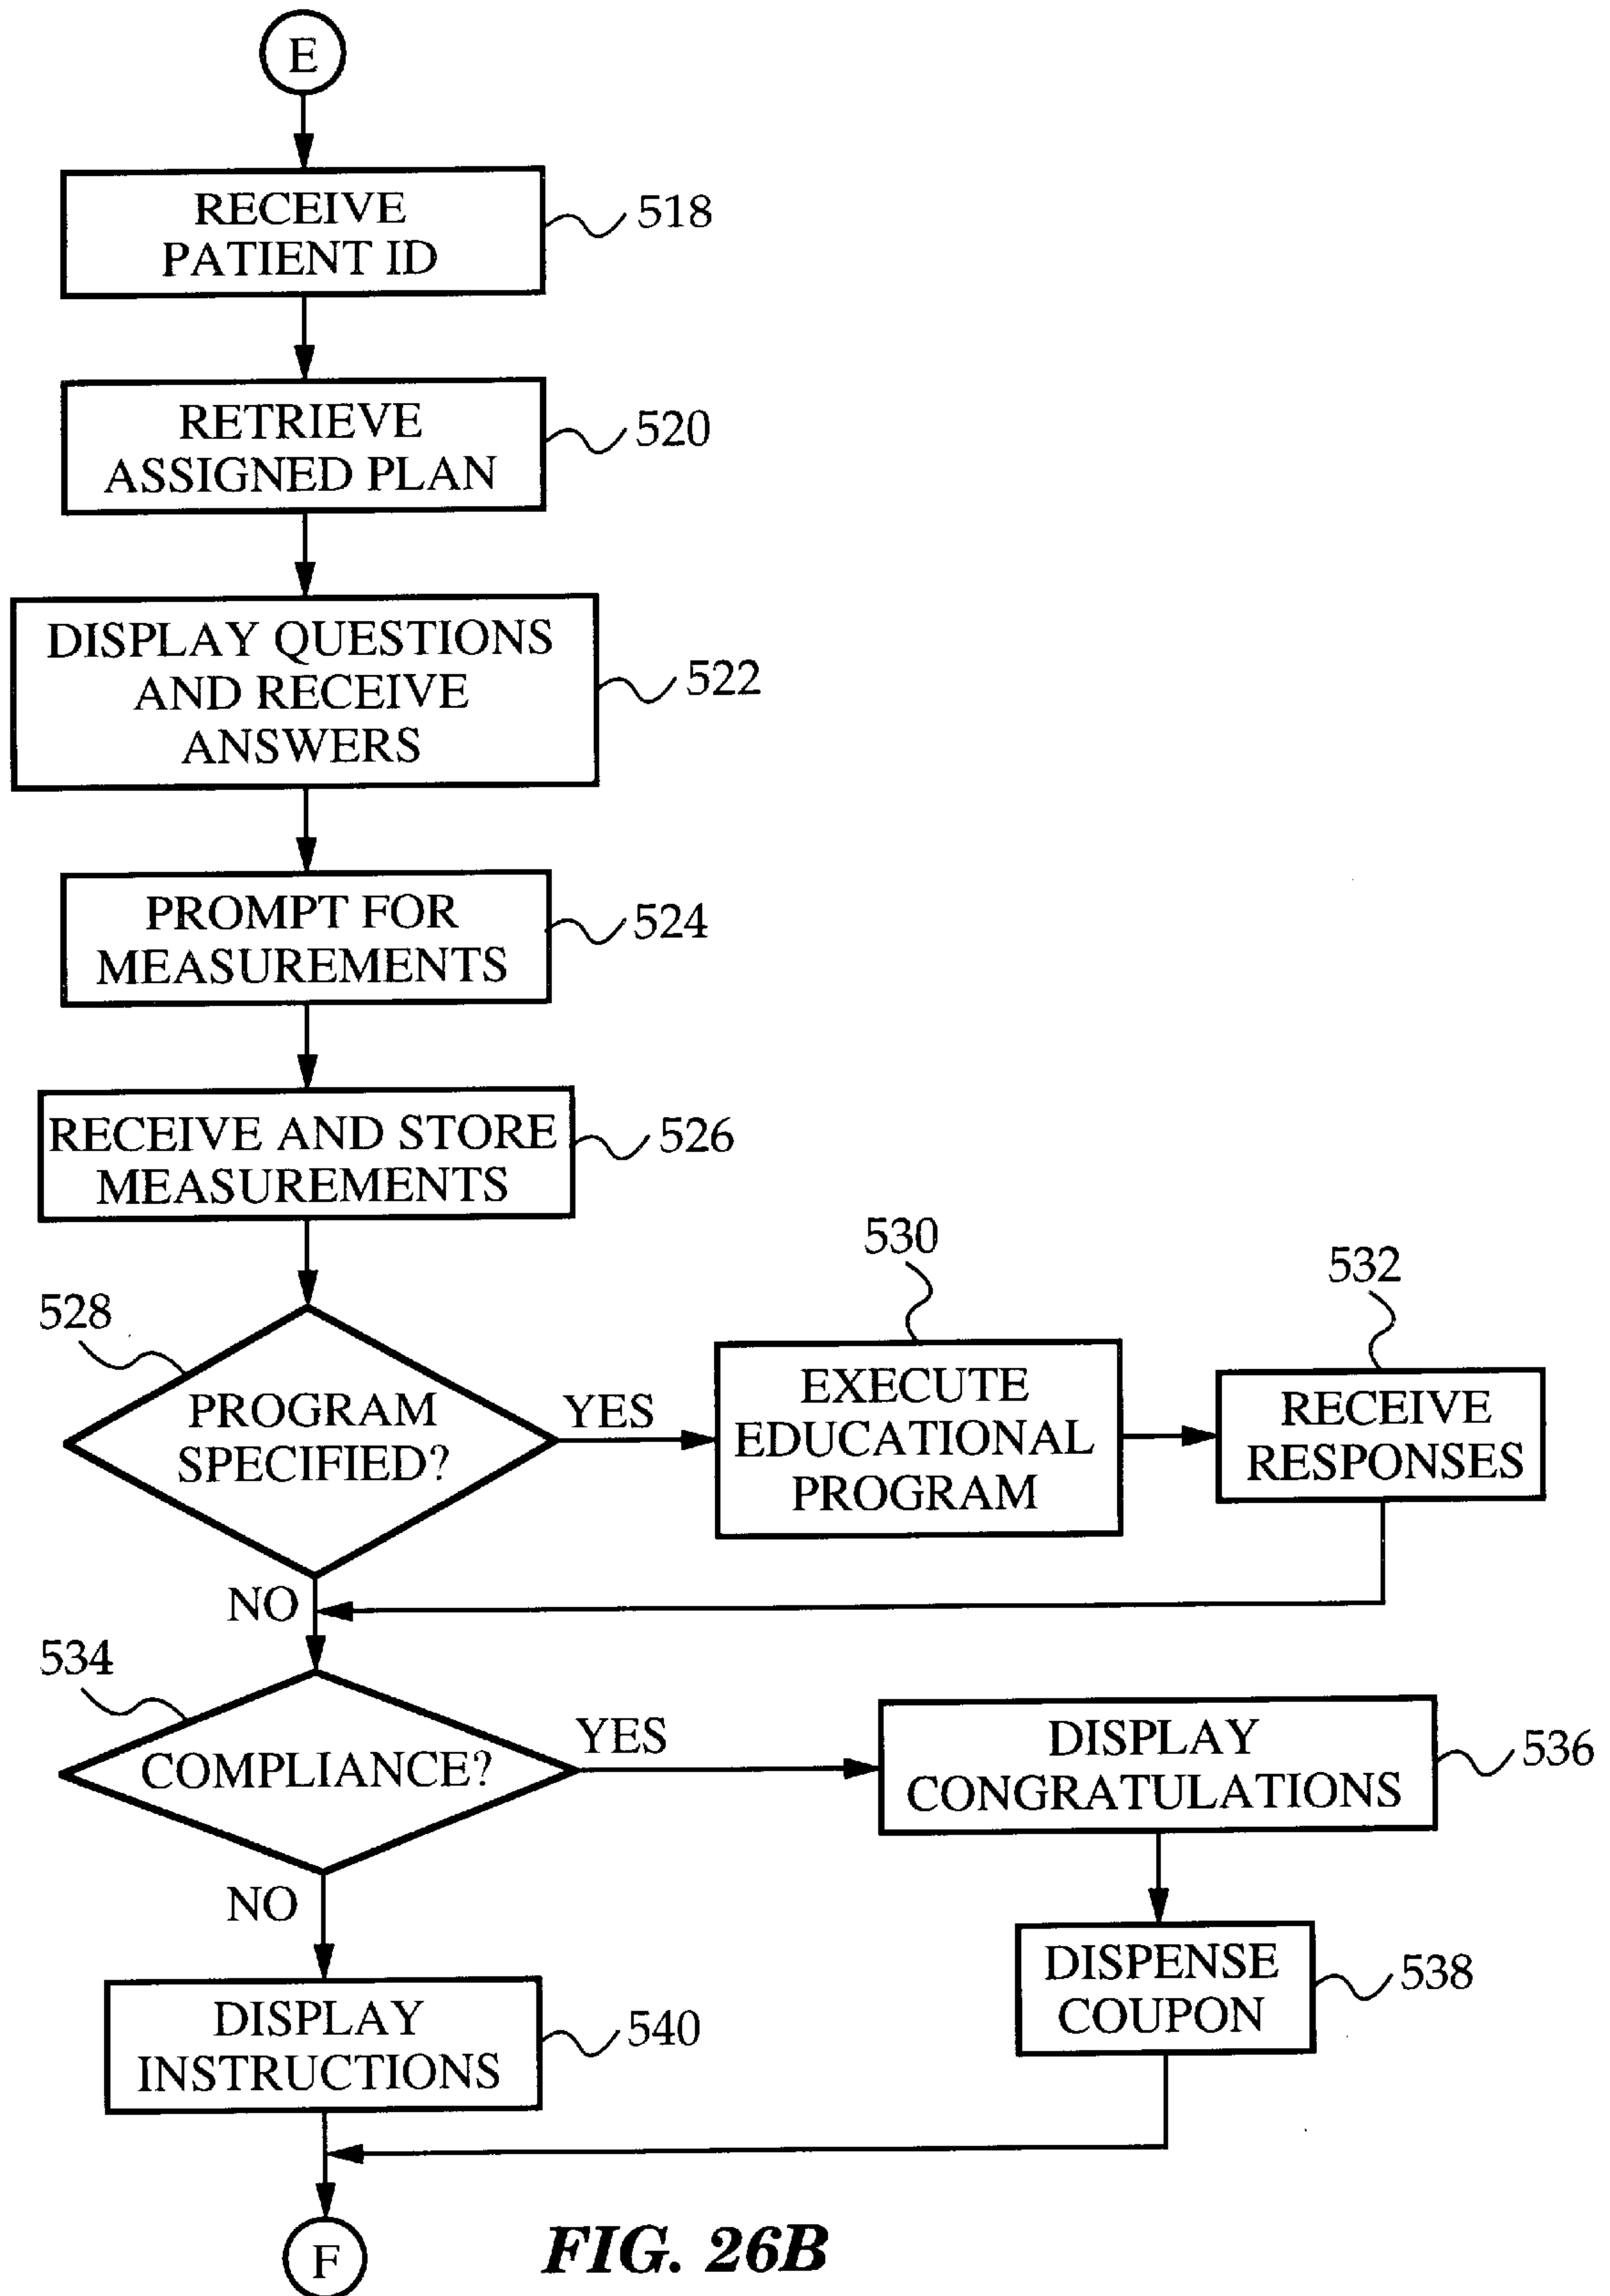 E
RECEIVE
PATIENT ID
518
RETRIEVE
ASSIGNED PLAN
520
DISPLAY QUESTIONS
AND RECEIVE
ANSWERS
522
PROMPT FOR
MEASUREMENTS
524
RECEIVE AND STORE
MEASUREMENTS
526
528
PROGRAM
SPECIFIED?
YES
530
EXECUTE
EDUCATIONAL
PROGRAM
532
RECEIVE
RESPONSES
NO
534
COMPLIANCE?
YES
DISPLAY
CONGRATULATIONS
536
DISPENSE
COUPON
538
NO
DISPLAY
INSTRUCTIONS
540
F
FIG. 26B